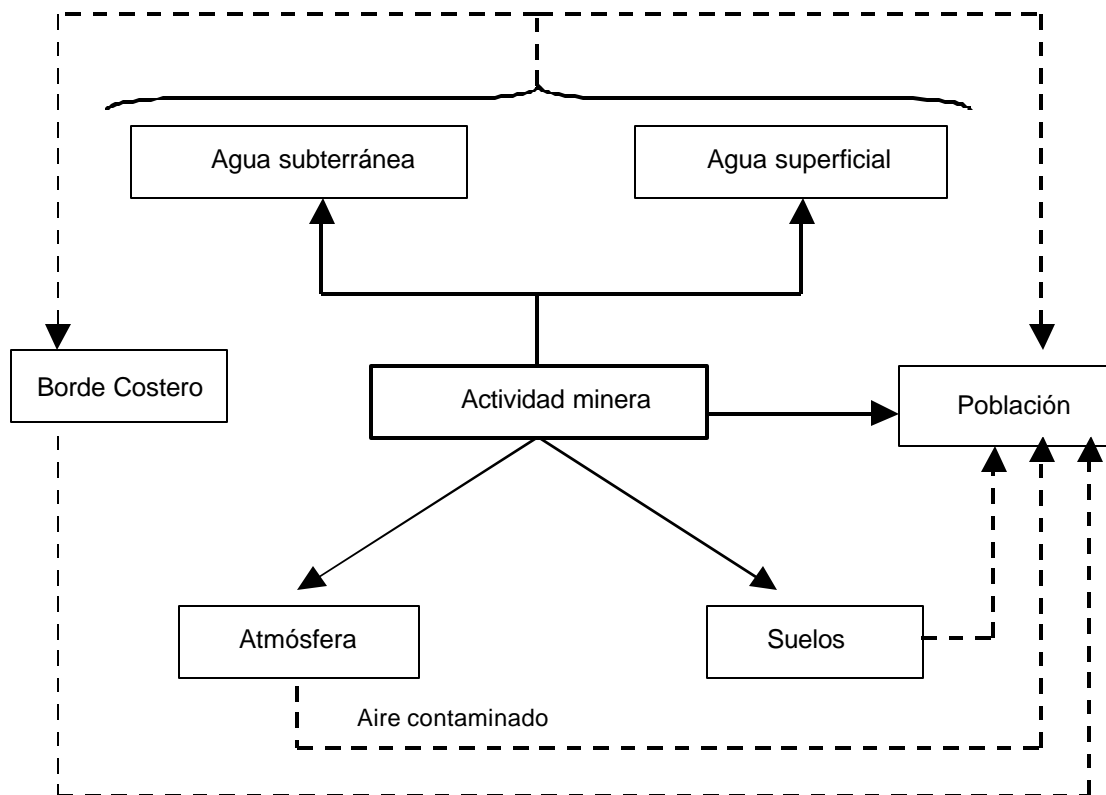 Agua subterránea
Agua superficial
Borde Costero
Actividad minera
Población
Atmósfera
Suelos
Aire contaminado